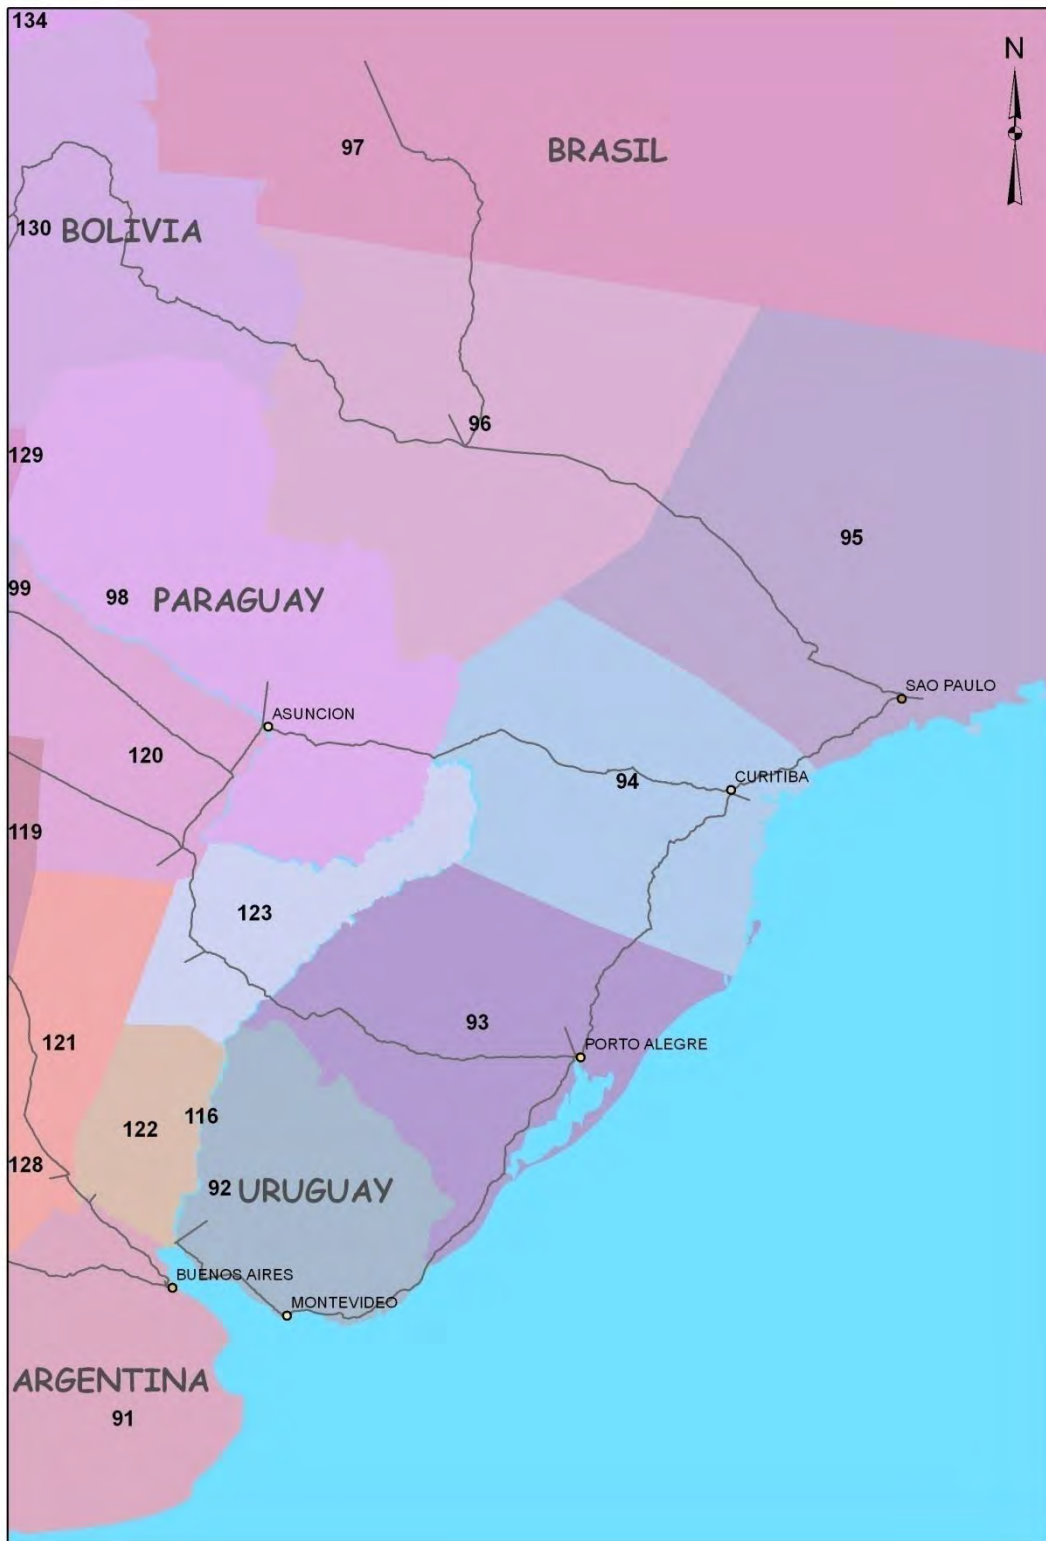 134
N
97
BRASIL
130
BOLIVIA
96
129
95
99
98
PARAGUAY
SAO PAULO
ASUNCION
120
94
CURITIBA
119
123
93
121
PORTO ALEGRE
116
122
128
92
URUGUAY
BUENOS AIRES
MONTEVIDEO
ARGENTINA
91